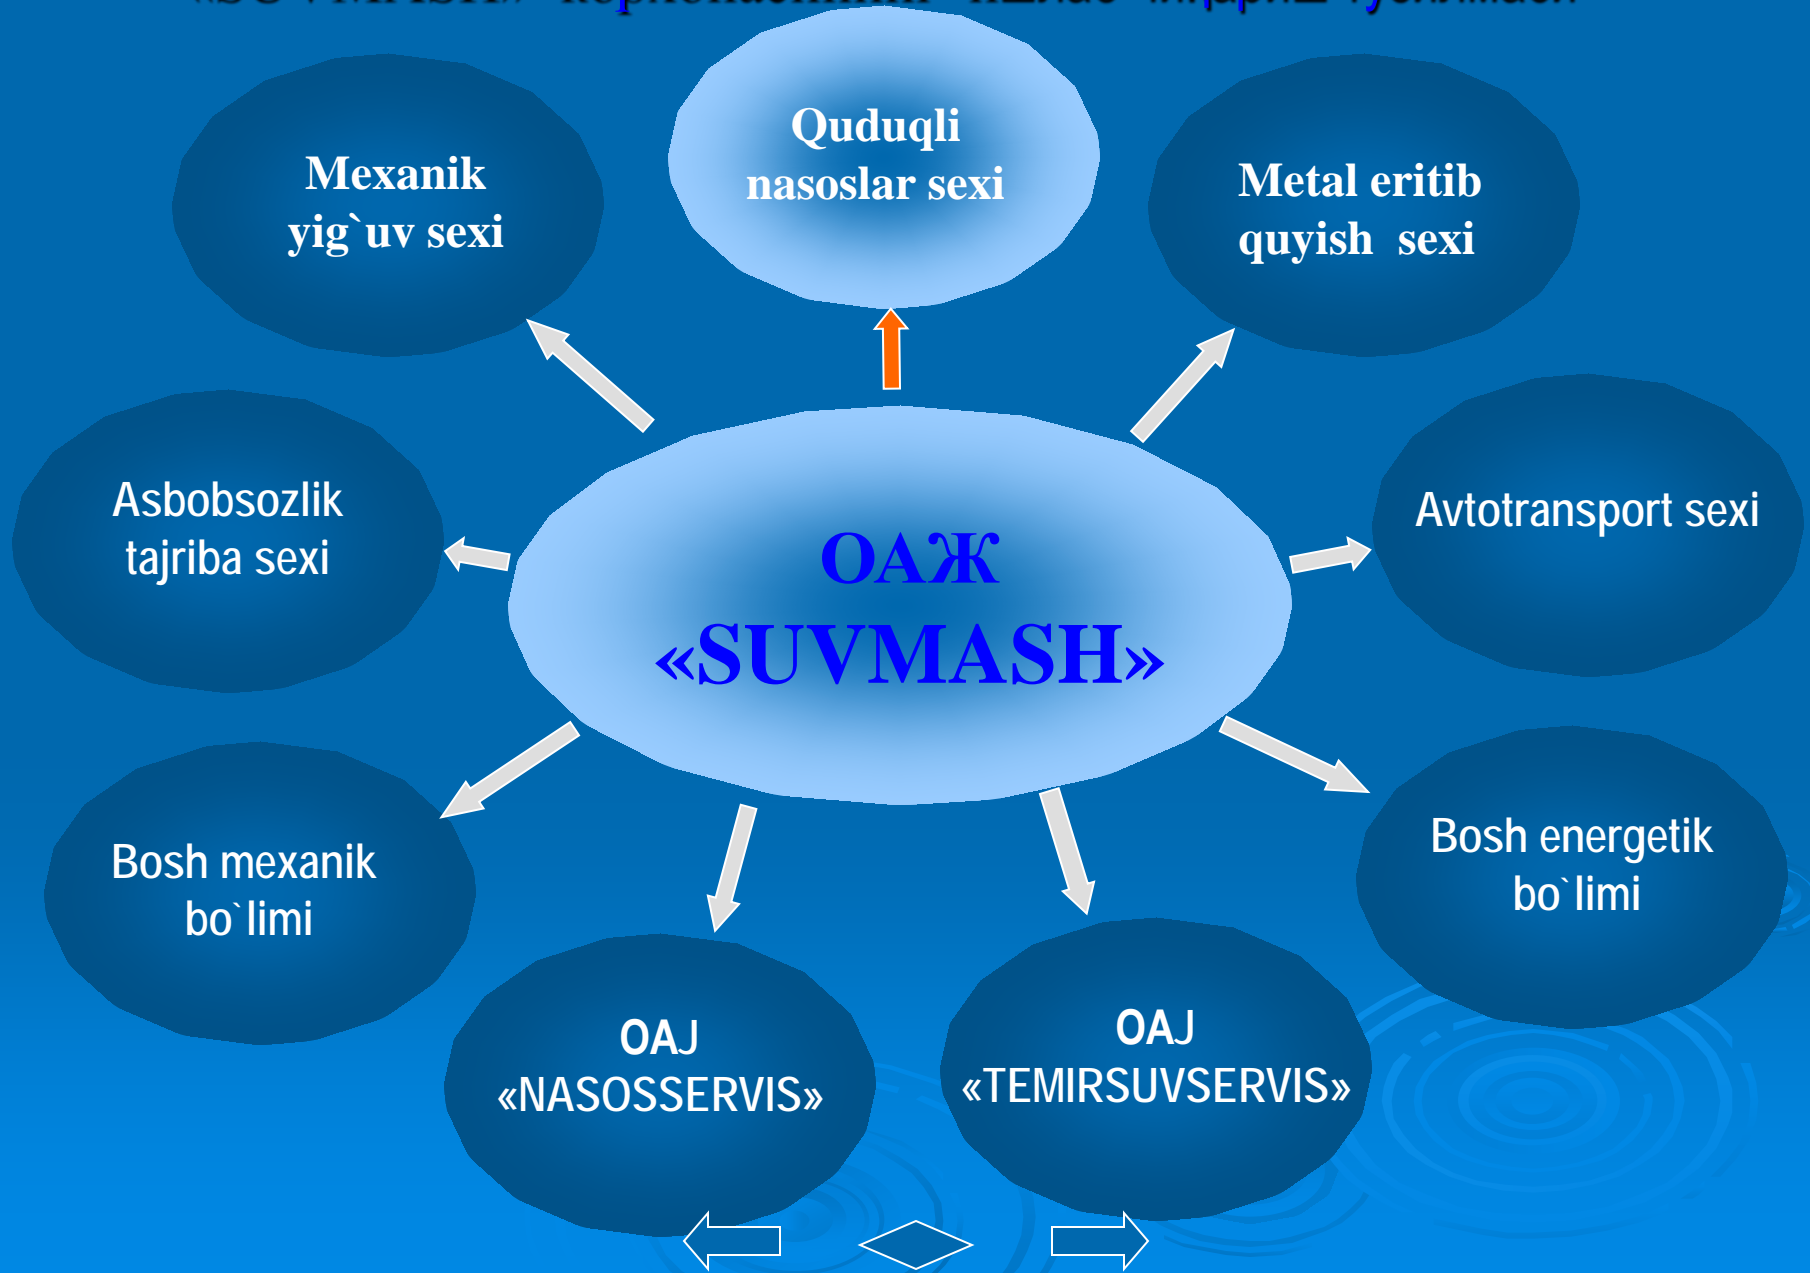 «SUVMASH»
Quduqli
nasoslar sexi
Mexanik
yig`uv sexi
Metal eritib
quyish sexi
Asbobsozlik
tajriba sexi
Avtotransport sexi
ОАЖ
«SUVMASH»
Bosh mexanik
bo`limi
Bosh energetik
bo`limi
OAJ
«NASOSSERVIS»
OAJ
«TEMIRSUVSERVIS»